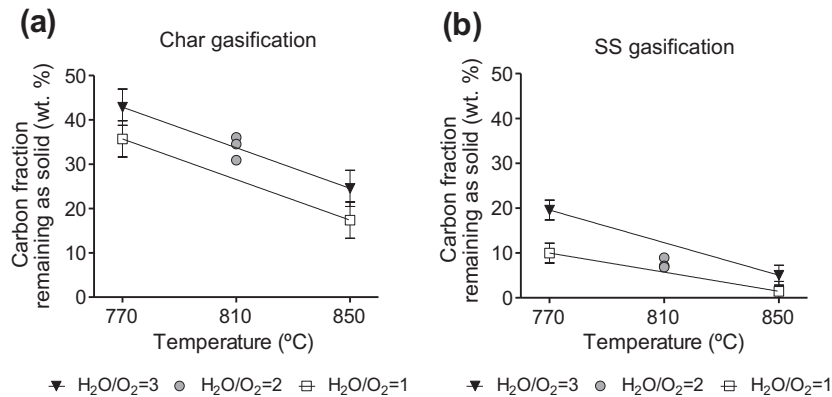 (a)
Char gasification
Carbon fraction
remaining as solid (wt. %)
50
40
30
20
10
0
770
810
850
Temperature (ºC)
H₂O/O₂=3
H₂O/O₂=2
H₂O/O₂=1
(b)
SS gasification
Carbon fraction
remaining as solid (wt. %)
50
40
30
20
10
0
770
810
850
Temperature (ºC)
H₂O/O₂=3
H₂O/O₂=2
H₂O/O₂=1